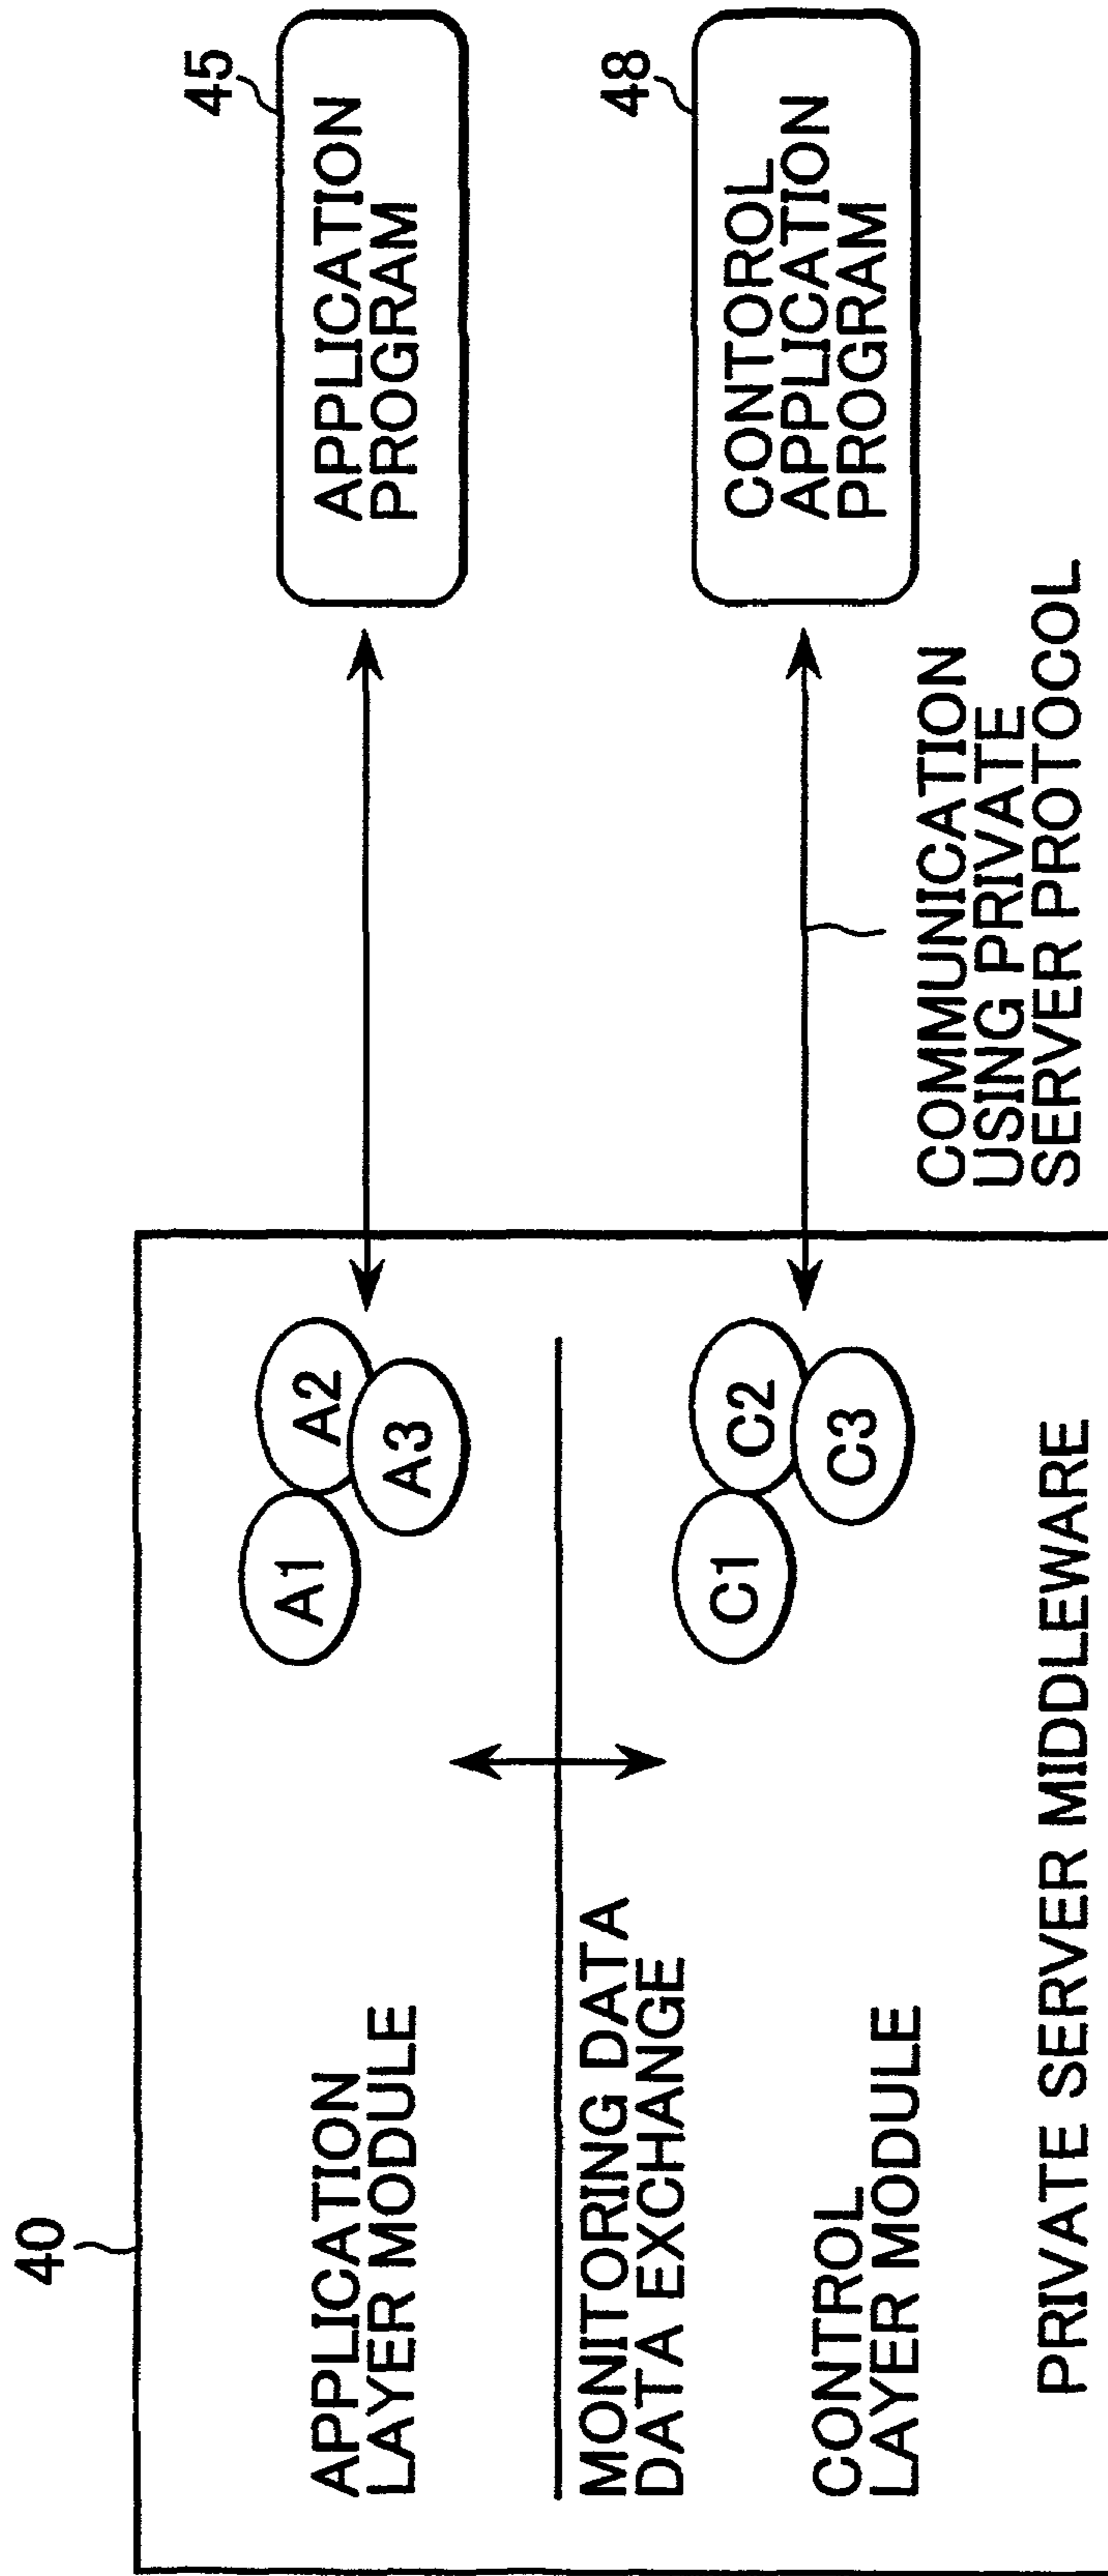 40
APPLICATION
LAYER MODULE
A1
A2
A3
MONITORING DATA
DATA EXCHANGE
CONTROL
LAYER MODULE
C1
C2
C3
PRIVATE SERVER MIDDLEWARE
45
APPLICATION
PROGRAM
48
CONTOROL
APPLICATION
PROGRAM
COMMUNICATION
USING PRIVATE
SERVER PROTOCOL